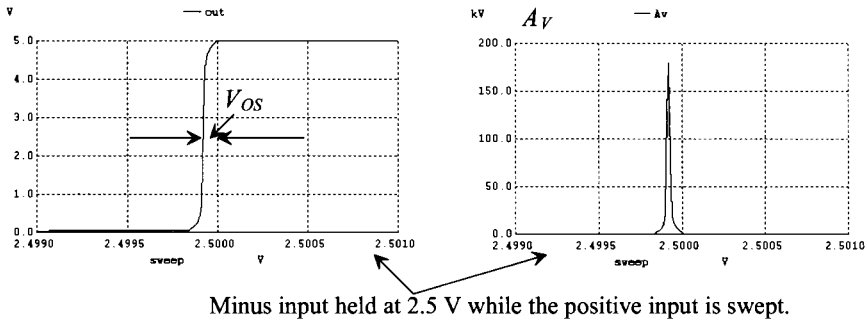 V
out
5.0
4.0
3.0
2.0
1.0
0.0
V_OS
2.4990
2.4995
2.5000
2.5005
2.5010
sweep V
kV
A_V
Av
200.0
150.0
100.0
50.0
0.0
2.4990
2.4995
2.5000
2.5005
2.5010
sweep V
Minus input held at 2.5 V while the positive input is swept.